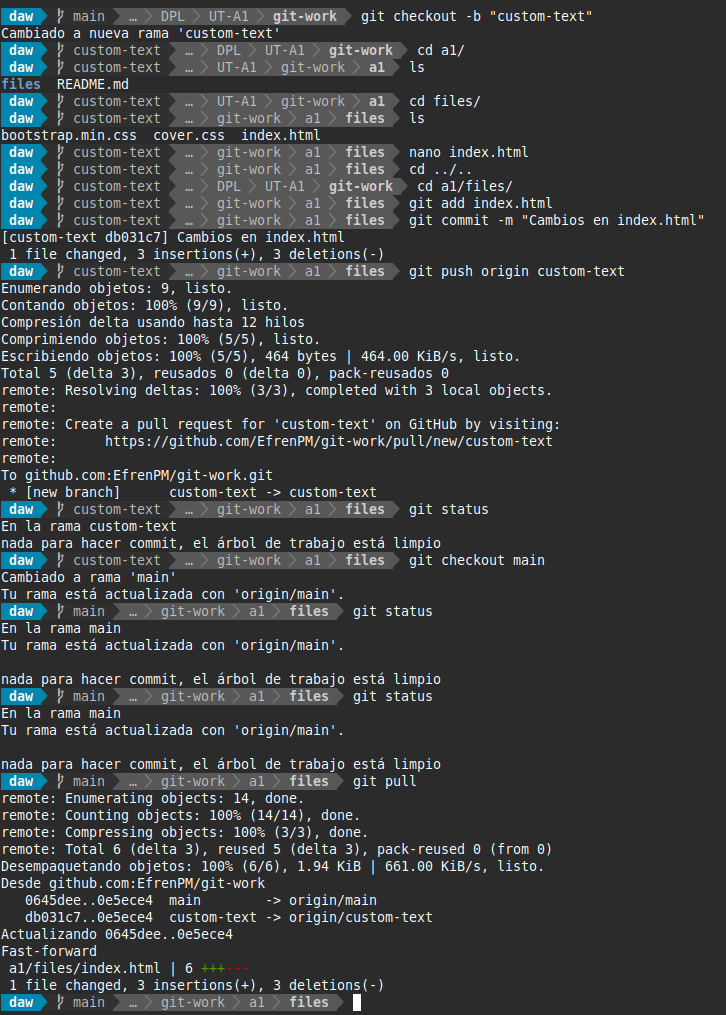 daw main … DPL UT-A1 git-work git checkout -b "custom-text"
Cambiado a nueva rama 'custom-text'
daw custom-text … DPL UT-A1 git-work cd a1/
daw custom-text … UT-A1 git-work a1 ls
files README.md
daw custom-text … UT-A1 git-work a1 cd files/
daw custom-text … git-work a1 files ls
bootstrap.min.css cover.css index.html
daw custom-text … git-work a1 files nano index.html
daw custom-text … git-work a1 files cd ../..
daw custom-text … DPL UT-A1 git-work cd a1/files/
daw custom-text … git-work a1 files git add index.html
daw custom-text … git-work a1 files git commit -m "Cambios en index.html"
[custom-text db031c7] Cambios en index.html
1 file changed, 3 insertions(+), 3 deletions(-)
daw custom-text … git-work a1 files git push origin custom-text
Enumerando objetos: 9, listo.
Contando objetos: 100% (9/9), listo.
Compresión delta usando hasta 12 hilos
Comprimiendo objetos: 100% (5/5), listo.
Escribiendo objetos: 100% (5/5), 464 bytes | 464.00 KiB/s, listo.
Total 5 (delta 3), reusados 0 (delta 0), pack-reusados 0
remote: Resolving deltas: 100% (3/3), completed with 3 local objects.
remote:
remote: Create a pull request for 'custom-text' on GitHub by visiting:
remote: https://github.com/EfrenPM/git-work/pull/new/custom-text
remote:
To github.com:EfrenPM/git-work.git
* [new branch] custom-text -> custom-text
daw custom-text … git-work a1 files git status
En la rama custom-text
nada para hacer commit, el árbol de trabajo está limpio
daw custom-text … git-work a1 files git checkout main
Cambiado a rama 'main'
Tu rama está actualizada con 'origin/main'.
daw main … git-work a1 files git status
En la rama main
Tu rama está actualizada con 'origin/main'.
nada para hacer commit, el árbol de trabajo está limpio
daw main … git-work a1 files git status
En la rama main
Tu rama está actualizada con 'origin/main'.
nada para hacer commit, el árbol de trabajo está limpio
daw main … git-work a1 files git pull
remote: Enumerating objects: 14, done.
remote: Counting objects: 100% (14/14), done.
remote: Compressing objects: 100% (3/3), done.
remote: Total 6 (delta 3), reused 5 (delta 3), pack-reused 0 (from 0)
Desempaquetando objetos: 100% (6/6), 1.94 KiB | 661.00 KiB/s, listo.
Desde github.com:EfrenPM/git-work
0645dee..0e5ece4 main -> origin/main
db031c7..0e5ece4 custom-text -> origin/custom-text
Actualizando 0645dee..0e5ece4
Fast-forward
a1/files/index.html | 6 +++---
1 file changed, 3 insertions(+), 3 deletions(-)
daw main … git-work a1 files